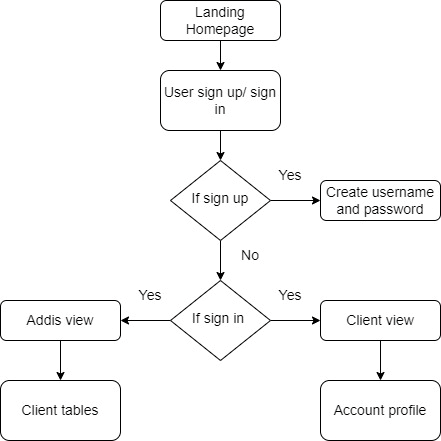 Landing
Homepage
User sign up/ sign
in
If sign up
Yes
Create username
and password
No
Yes
If sign in
Yes
Addis view
Client view
Client tables
Account profile